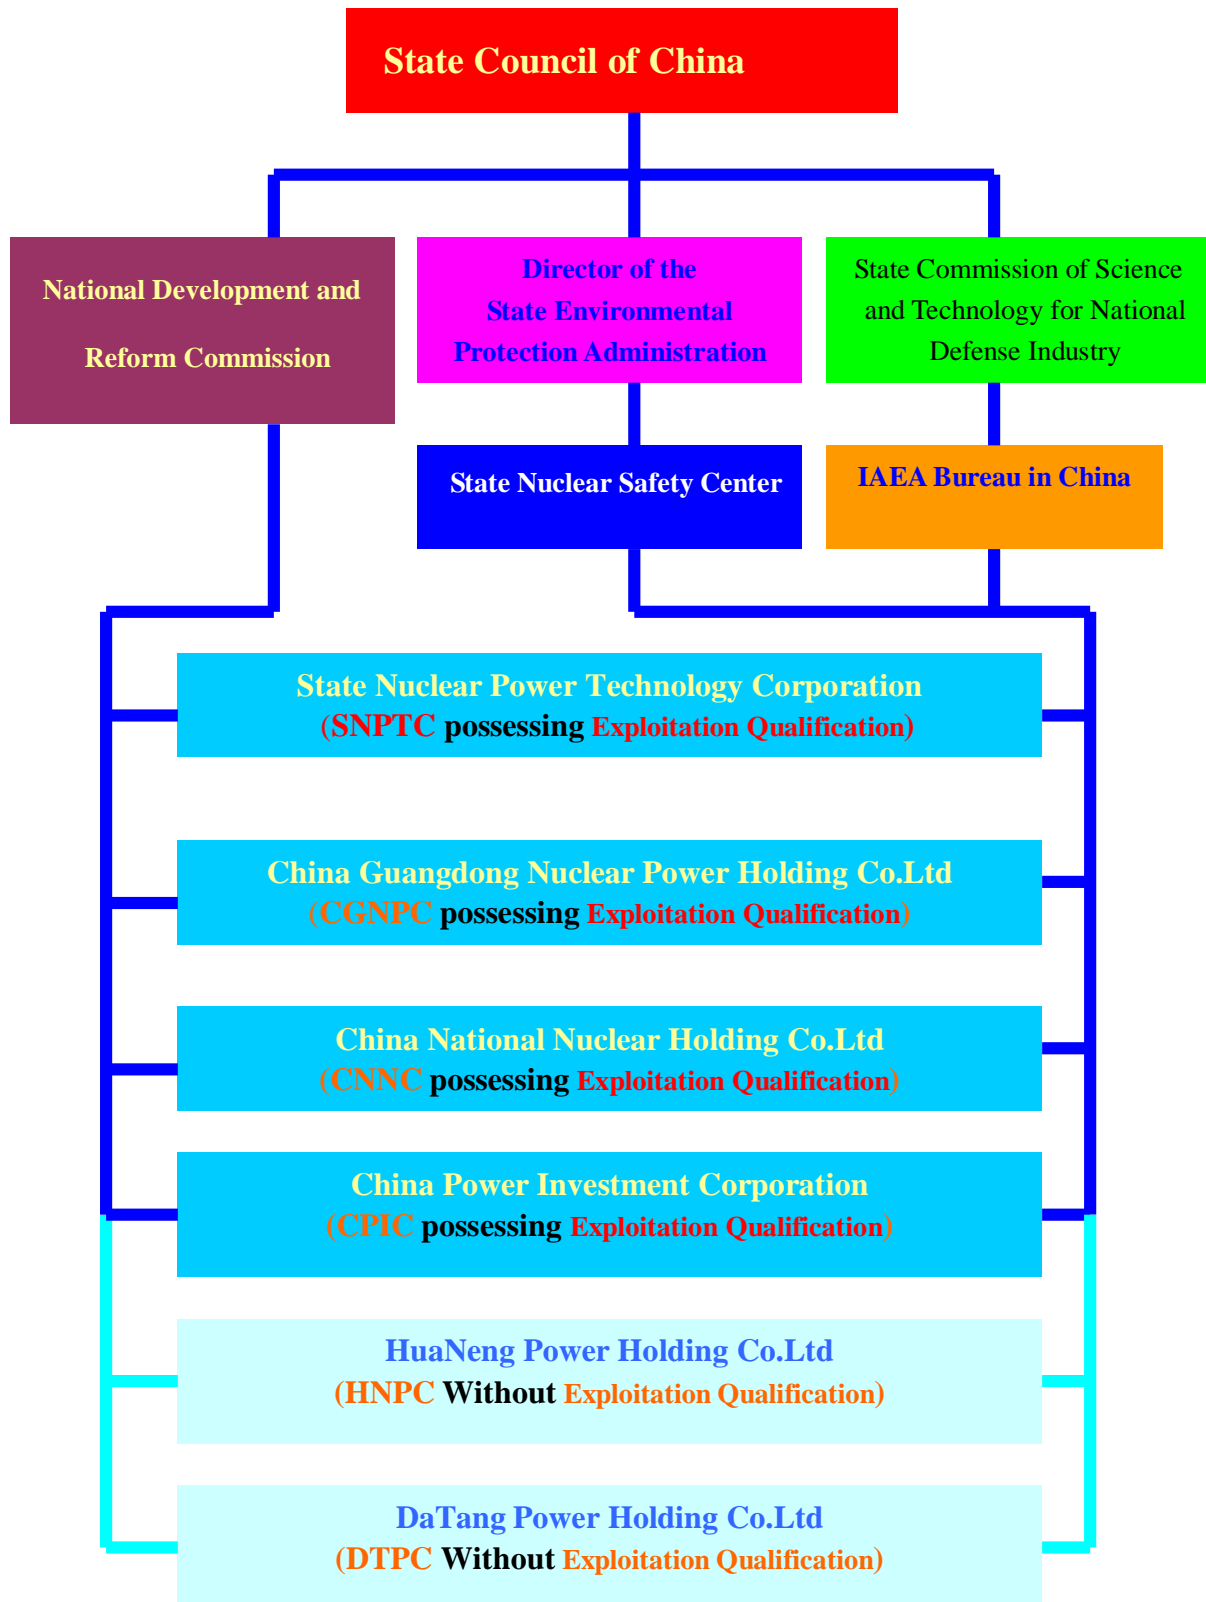 State Council of China
National Development and
Reform Commission
Director of the
State Environmental
Protection Administration
State Commission of Science
and Technology for National
Defense Industry
State Nuclear Safety Center
IAEA Bureau in China
State Nuclear Power Technology Corporation
(SNPTC possessing Exploitation Qualification)
China Guangdong Nuclear Power Holding Co.Ltd
(CGNPC possessing Exploitation Qualification)
China National Nuclear Holding Co.Ltd
(CNNC possessing Exploitation Qualification)
China Power Investment Corporation
(CPIC possessing Exploitation Qualification)
HuaNeng Power Holding Co.Ltd
(HNPC Without Exploitation Qualification)
DaTang Power Holding Co.Ltd
(DTPC Without Exploitation Qualification)